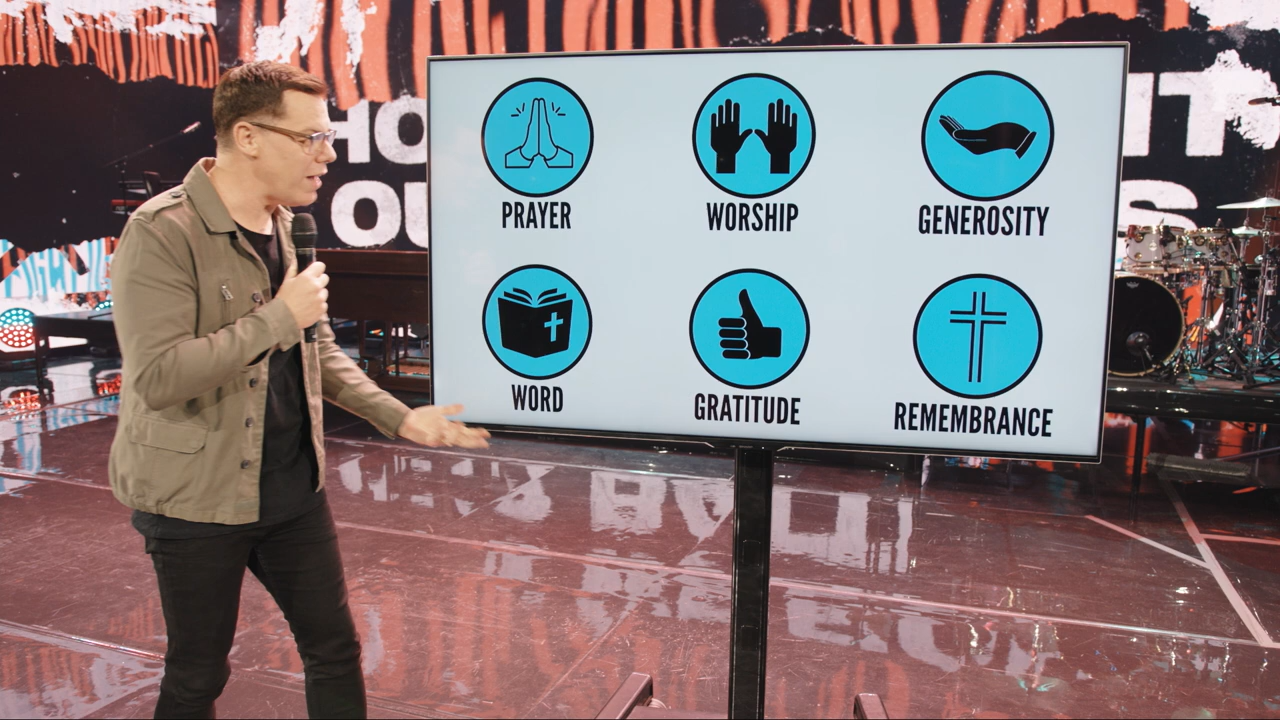 PRAYER
WORSHIP
GENEROSITY
WORD
GRATITUDE
REMEMBRANCE